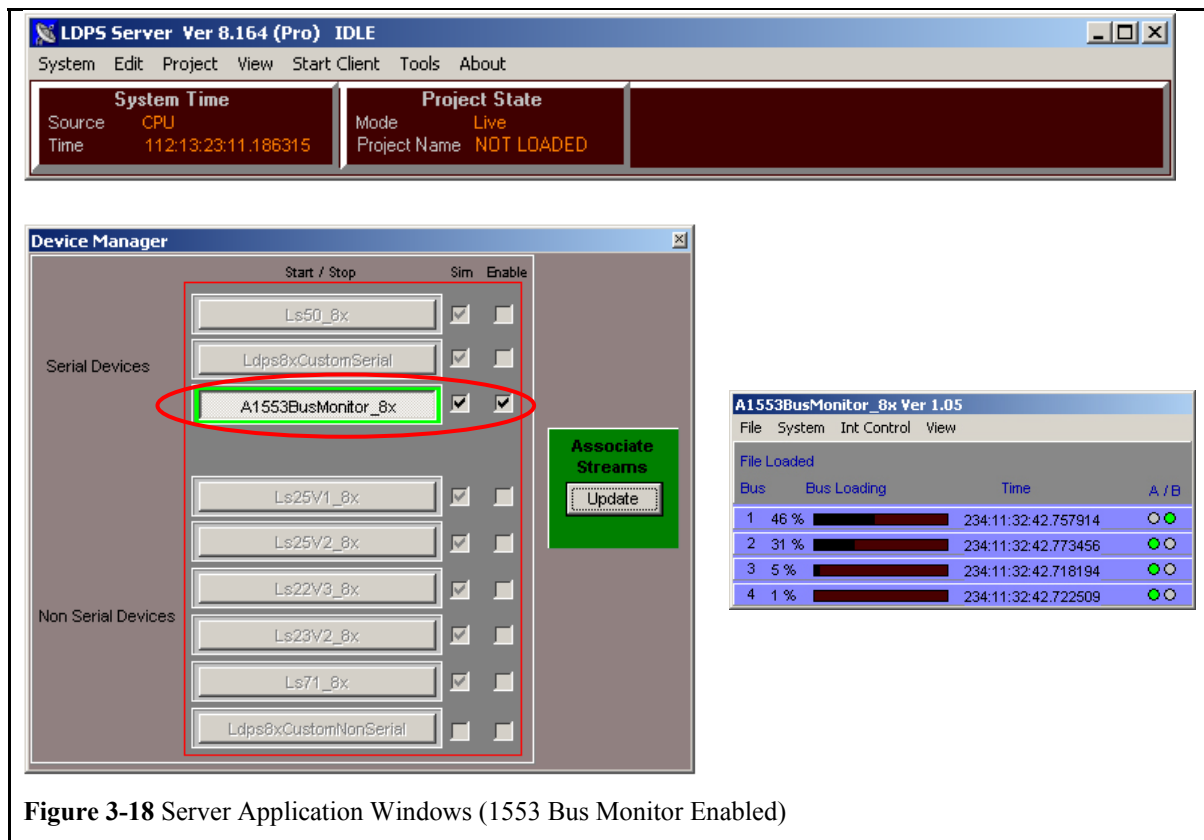 LDPS Server Ver 8.164 (Pro) IDLE
System Edit Project View Start Client Tools About
System Time
Source CPU
Time 112:13:23:11.186315
Project State
Mode Live
Project Name NOT LOADED
Device Manager
Start / Stop Sim Enable
Serial Devices
Ls50_8x
Ldps8xCustomSerial
A1553BusMonitor_8x
Non Serial Devices
Ls25V1_8x
Ls25V2_8x
Ls22V3_8x
Ls23V2_8x
Ls71_8x
Ldps8xCustomNonSerial
Associate
Streams
Update
A1553BusMonitor_8x Ver 1.05
File System Int Control View
File Loaded
Bus Bus Loading Time A / B
1 46 % 234:11:32:42.757914
2 31 % 234:11:32:42.773456
3 5 % 234:11:32:42.718194
4 1 % 234:11:32:42.722509
Figure 3-18 Server Application Windows (1553 Bus Monitor Enabled)